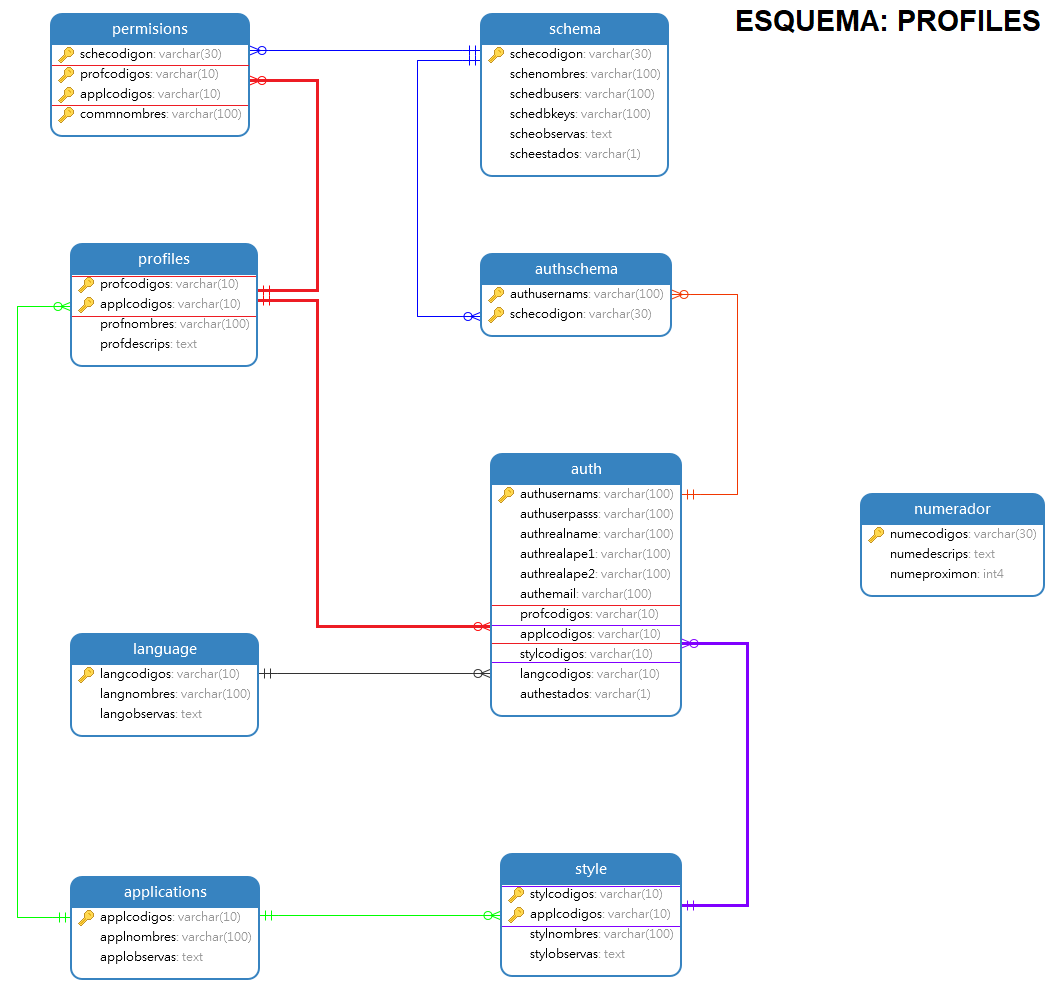 ESQUEMA: PROFILES
permisions
schecodigon: varchar(30)
profcodigos: varchar(10)
applcodigos: varchar(10)
commnombres: varchar(100)
schema
schecodigon: varchar(30)
schenombres: varchar(100)
schedbusers: varchar(100)
schedbkeys: varchar(100)
scheobservas: text
scheestados: varchar(1)
profiles
profcodigos: varchar(10)
applcodigos: varchar(10)
profnombres: varchar(100)
profdescrips: text
authschema
authusernams: varchar(100)
schecodigon: varchar(30)
auth
authusernams: varchar(100)
authuserpasss: varchar(100)
authrealname: varchar(100)
authrealape1: varchar(100)
authrealape2: varchar(100)
authemail: varchar(100)
profcodigos: varchar(10)
applcodigos: varchar(10)
stylcodigos: varchar(10)
langcodigos: varchar(10)
authestados: varchar(1)
numerador
numecodigos: varchar(30)
numedescrips: text
numeproximon: int4
language
langcodigos: varchar(10)
langnombres: varchar(100)
langobservas: text
applications
applcodigos: varchar(10)
applnombres: varchar(100)
applobservas: text
style
stylcodigos: varchar(10)
applcodigos: varchar(10)
stylnombres: varchar(100)
stylobservas: text